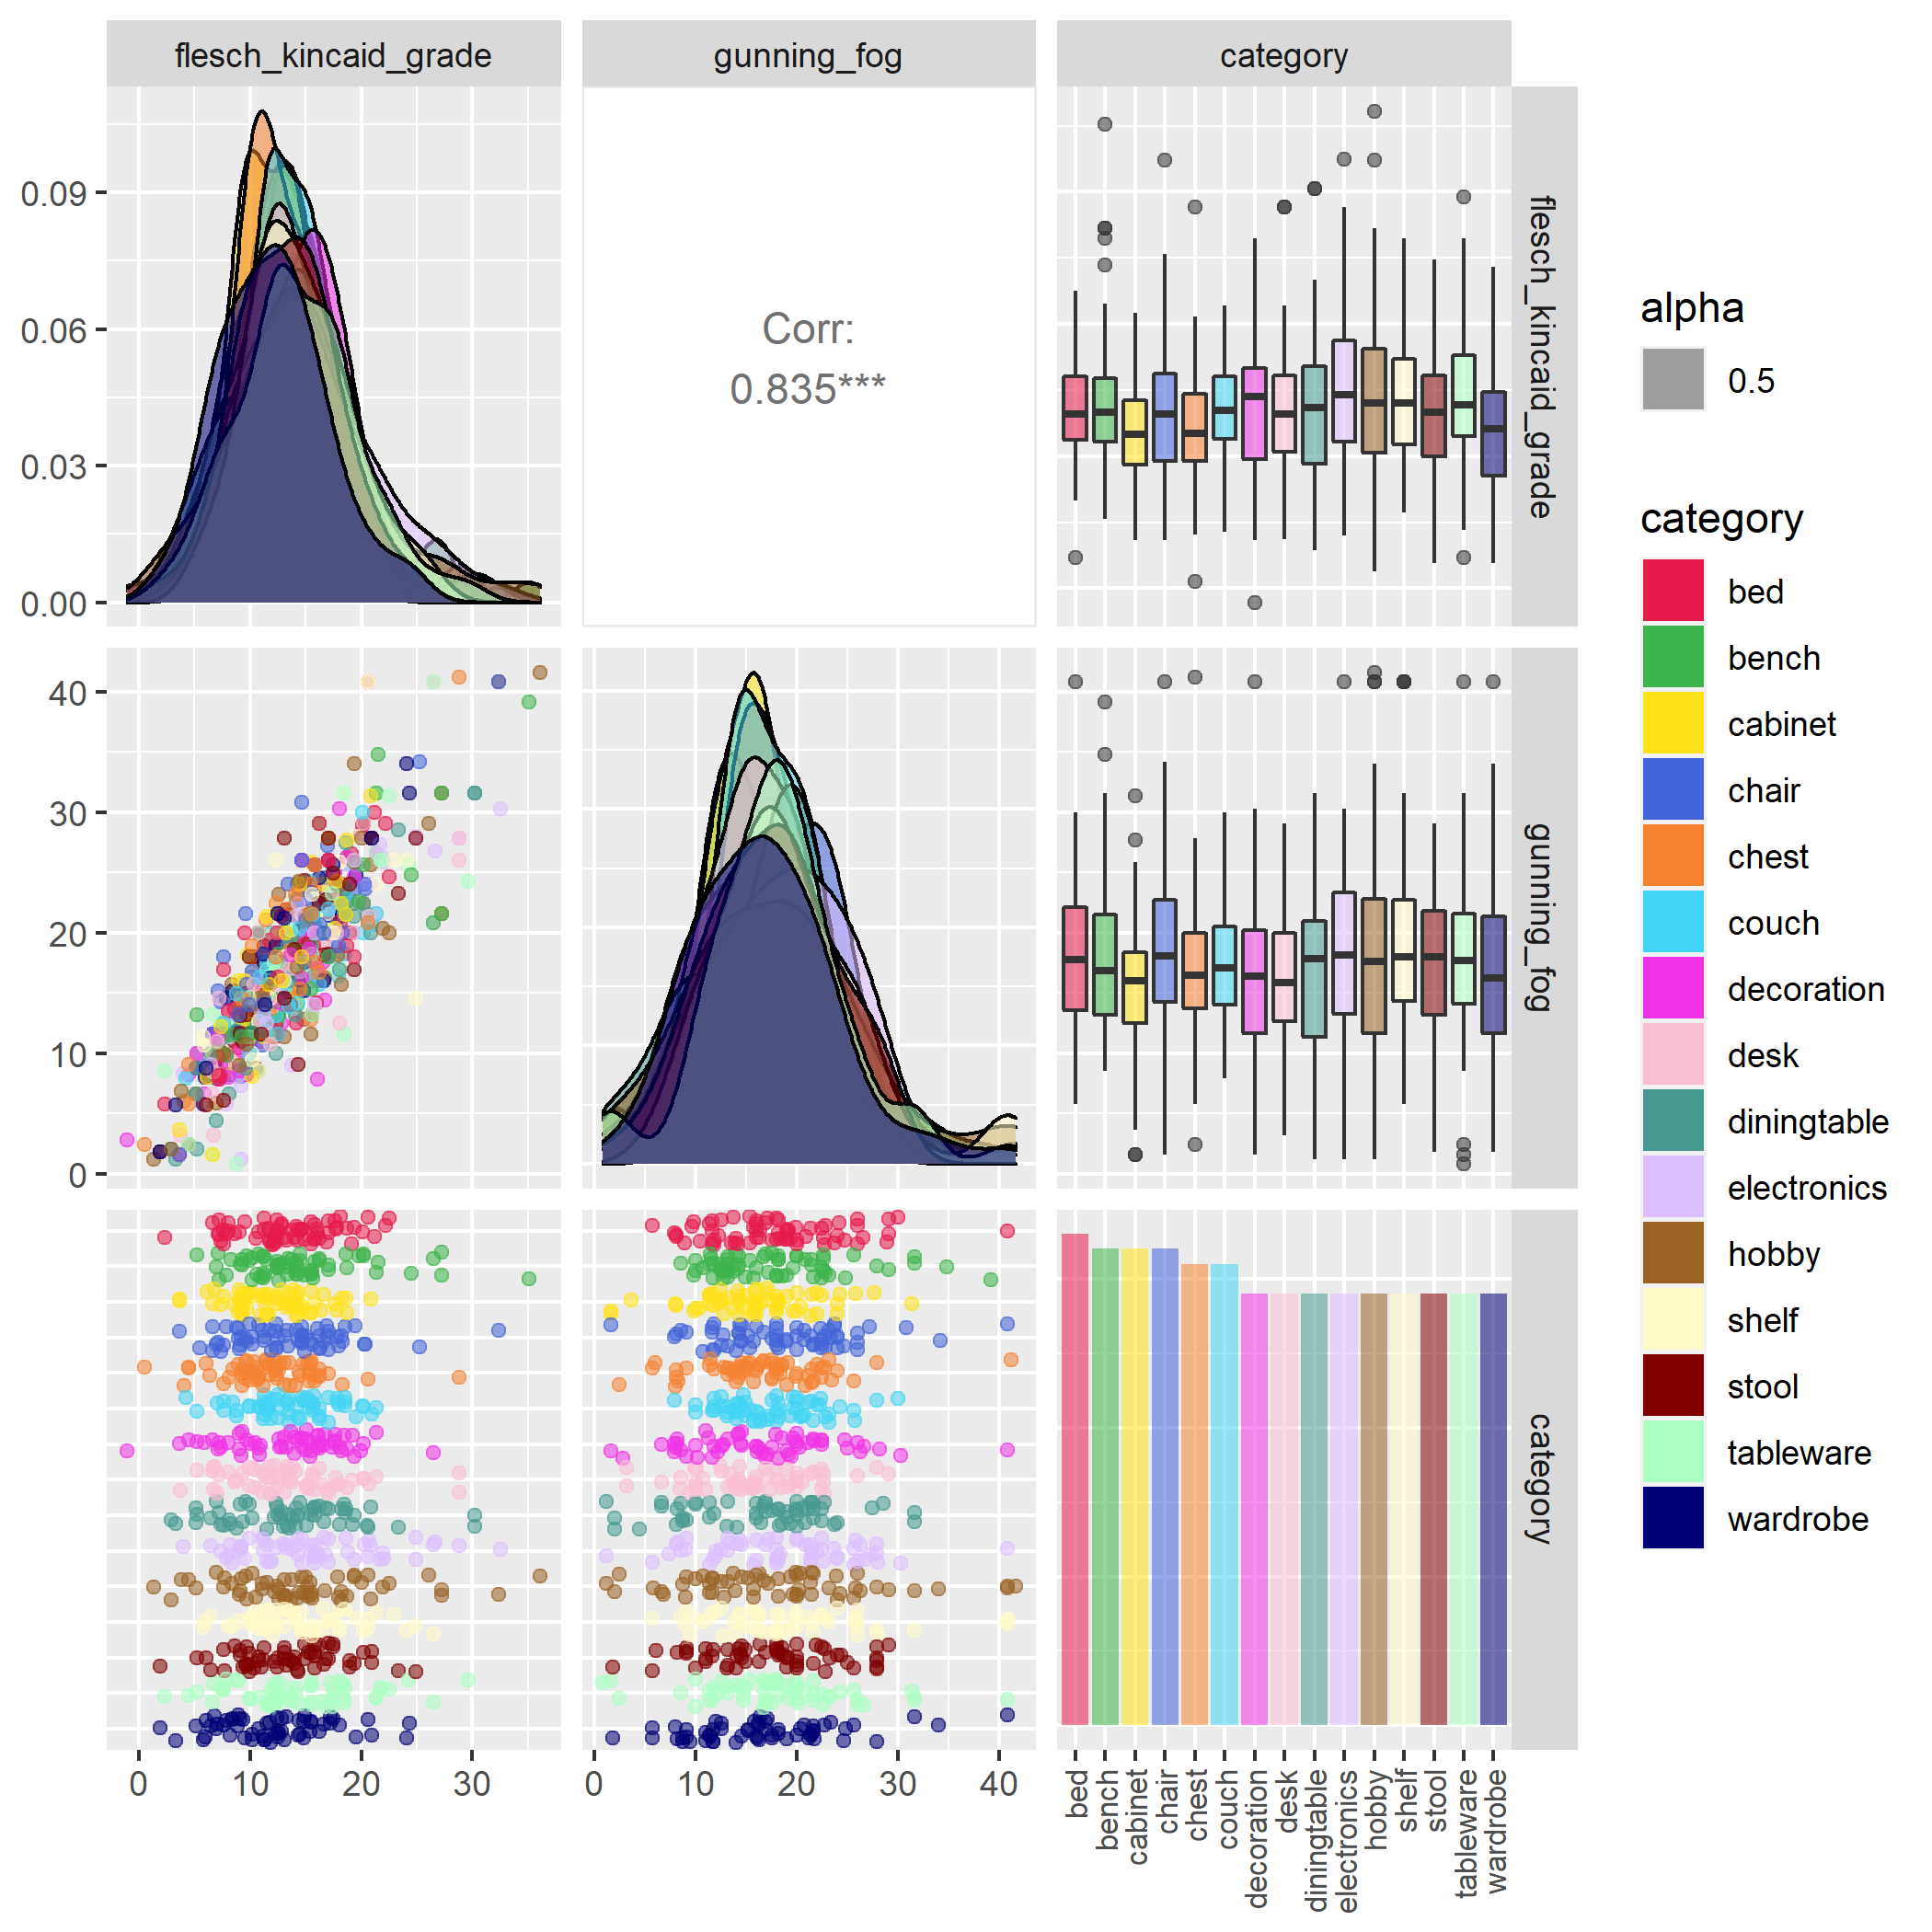 flesch_kincaid_grade
gunning_fog
category
0.09
0.06
0.03
0.00
Corr:
0.835***
flesch_kincaid_grade
40
30
20
10
0
gunning_fog
category
0
10
20
30
0
10
20
30
40
bed
bench
cabinet
chair
chest
couch
decoration
desk
diningtable
electronics
hobby
shelf
stool
tableware
wardrobe
alpha
0.5
category
bed
bench
cabinet
chair
chest
couch
decoration
desk
diningtable
electronics
hobby
shelf
stool
tableware
wardrobe